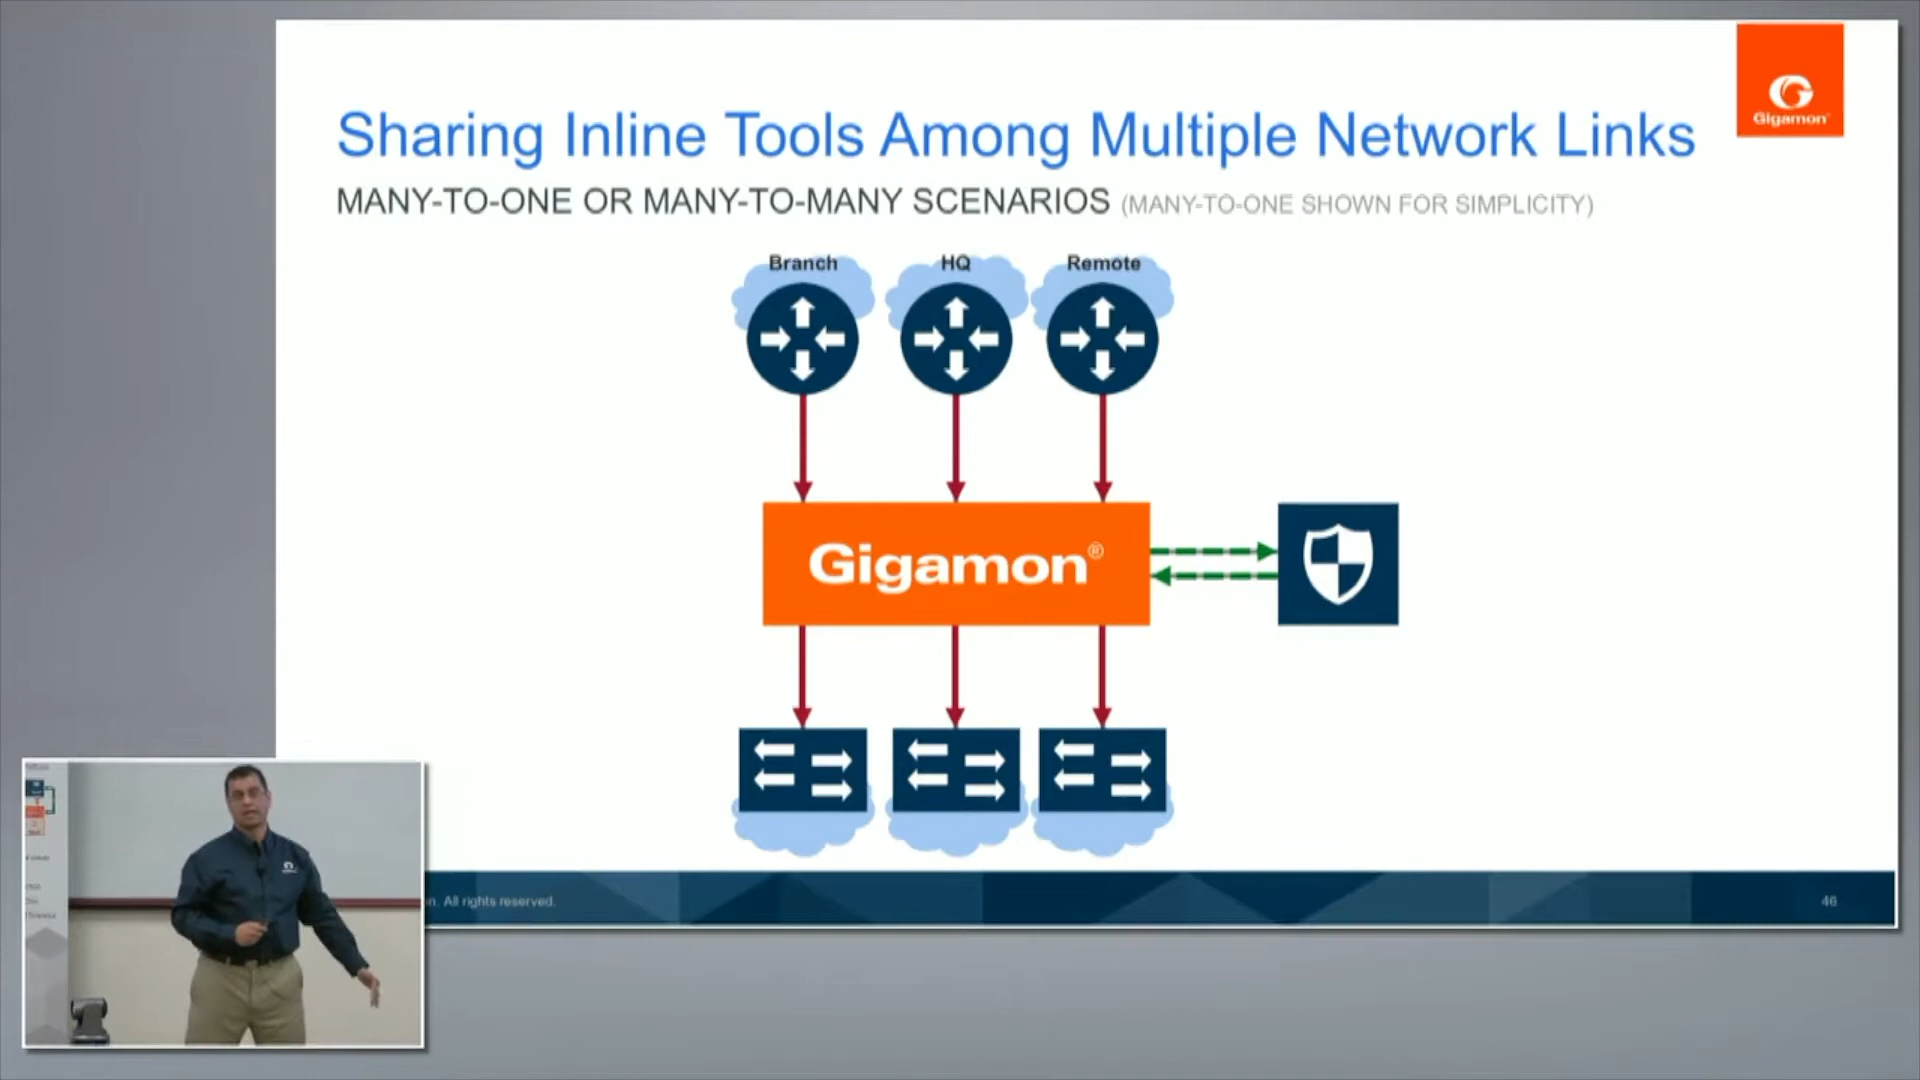 Gigamon®
Sharing Inline Tools Among Multiple Network Links
MANY-TO-ONE OR MANY-TO-MANY SCENARIOS (MANY-TO-ONE SHOWN FOR SIMPLICITY)
Branch HQ Remote
Gigamon®
All rights reserved. 46